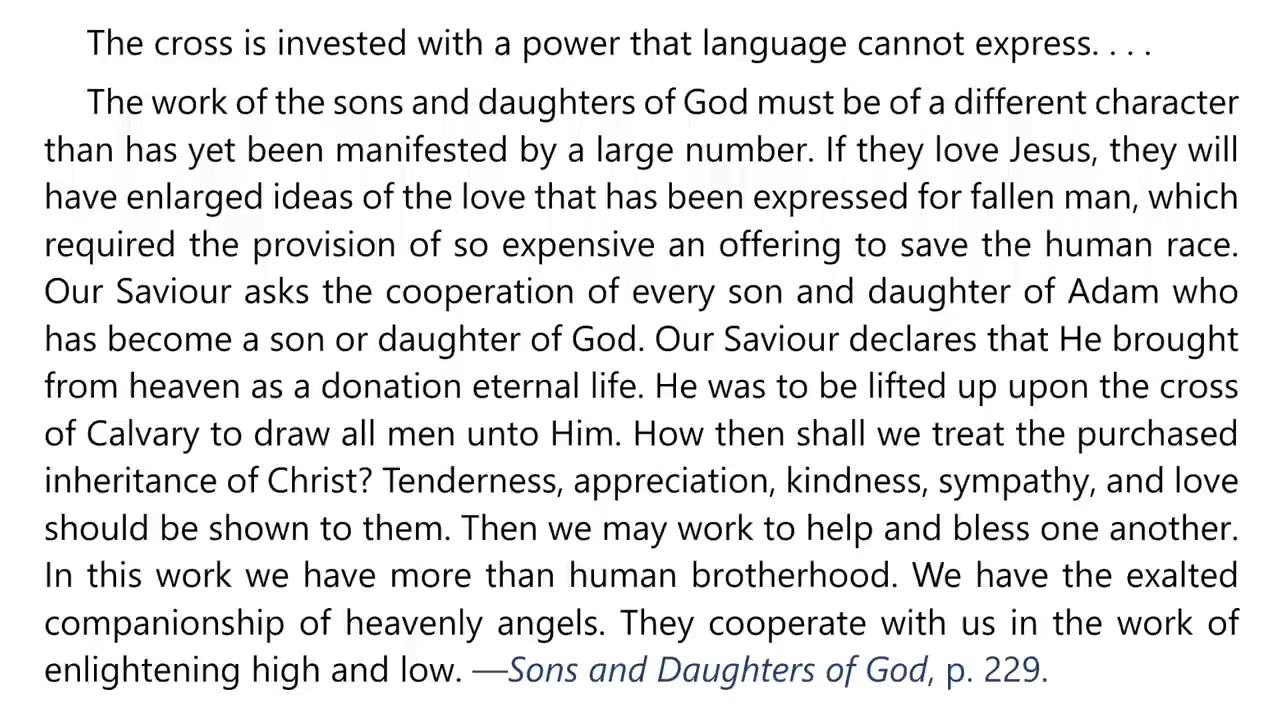 The cross is invested with a power that language cannot express. . . .
The work of the sons and daughters of God must be of a different character
than has yet been manifested by a large number. If they love Jesus, they will
have enlarged ideas of the love that has been expressed for fallen man, which
required the provision of so expensive an offering to save the human race.
Our Saviour asks the cooperation of every son and daughter of Adam who
has become a son or daughter of God. Our Saviour declares that He brought
from heaven as a donation eternal life. He was to be lifted up upon the cross
of Calvary to draw all men unto Him. How then shall we treat the purchased
inheritance of Christ? Tenderness, appreciation, kindness, sympathy, and love
should be shown to them. Then we may work to help and bless one another.
In this work we have more than human brotherhood. We have the exalted
companionship of heavenly angels. They cooperate with us in the work of
enlightening high and low. —Sons and Daughters of God, p. 229.